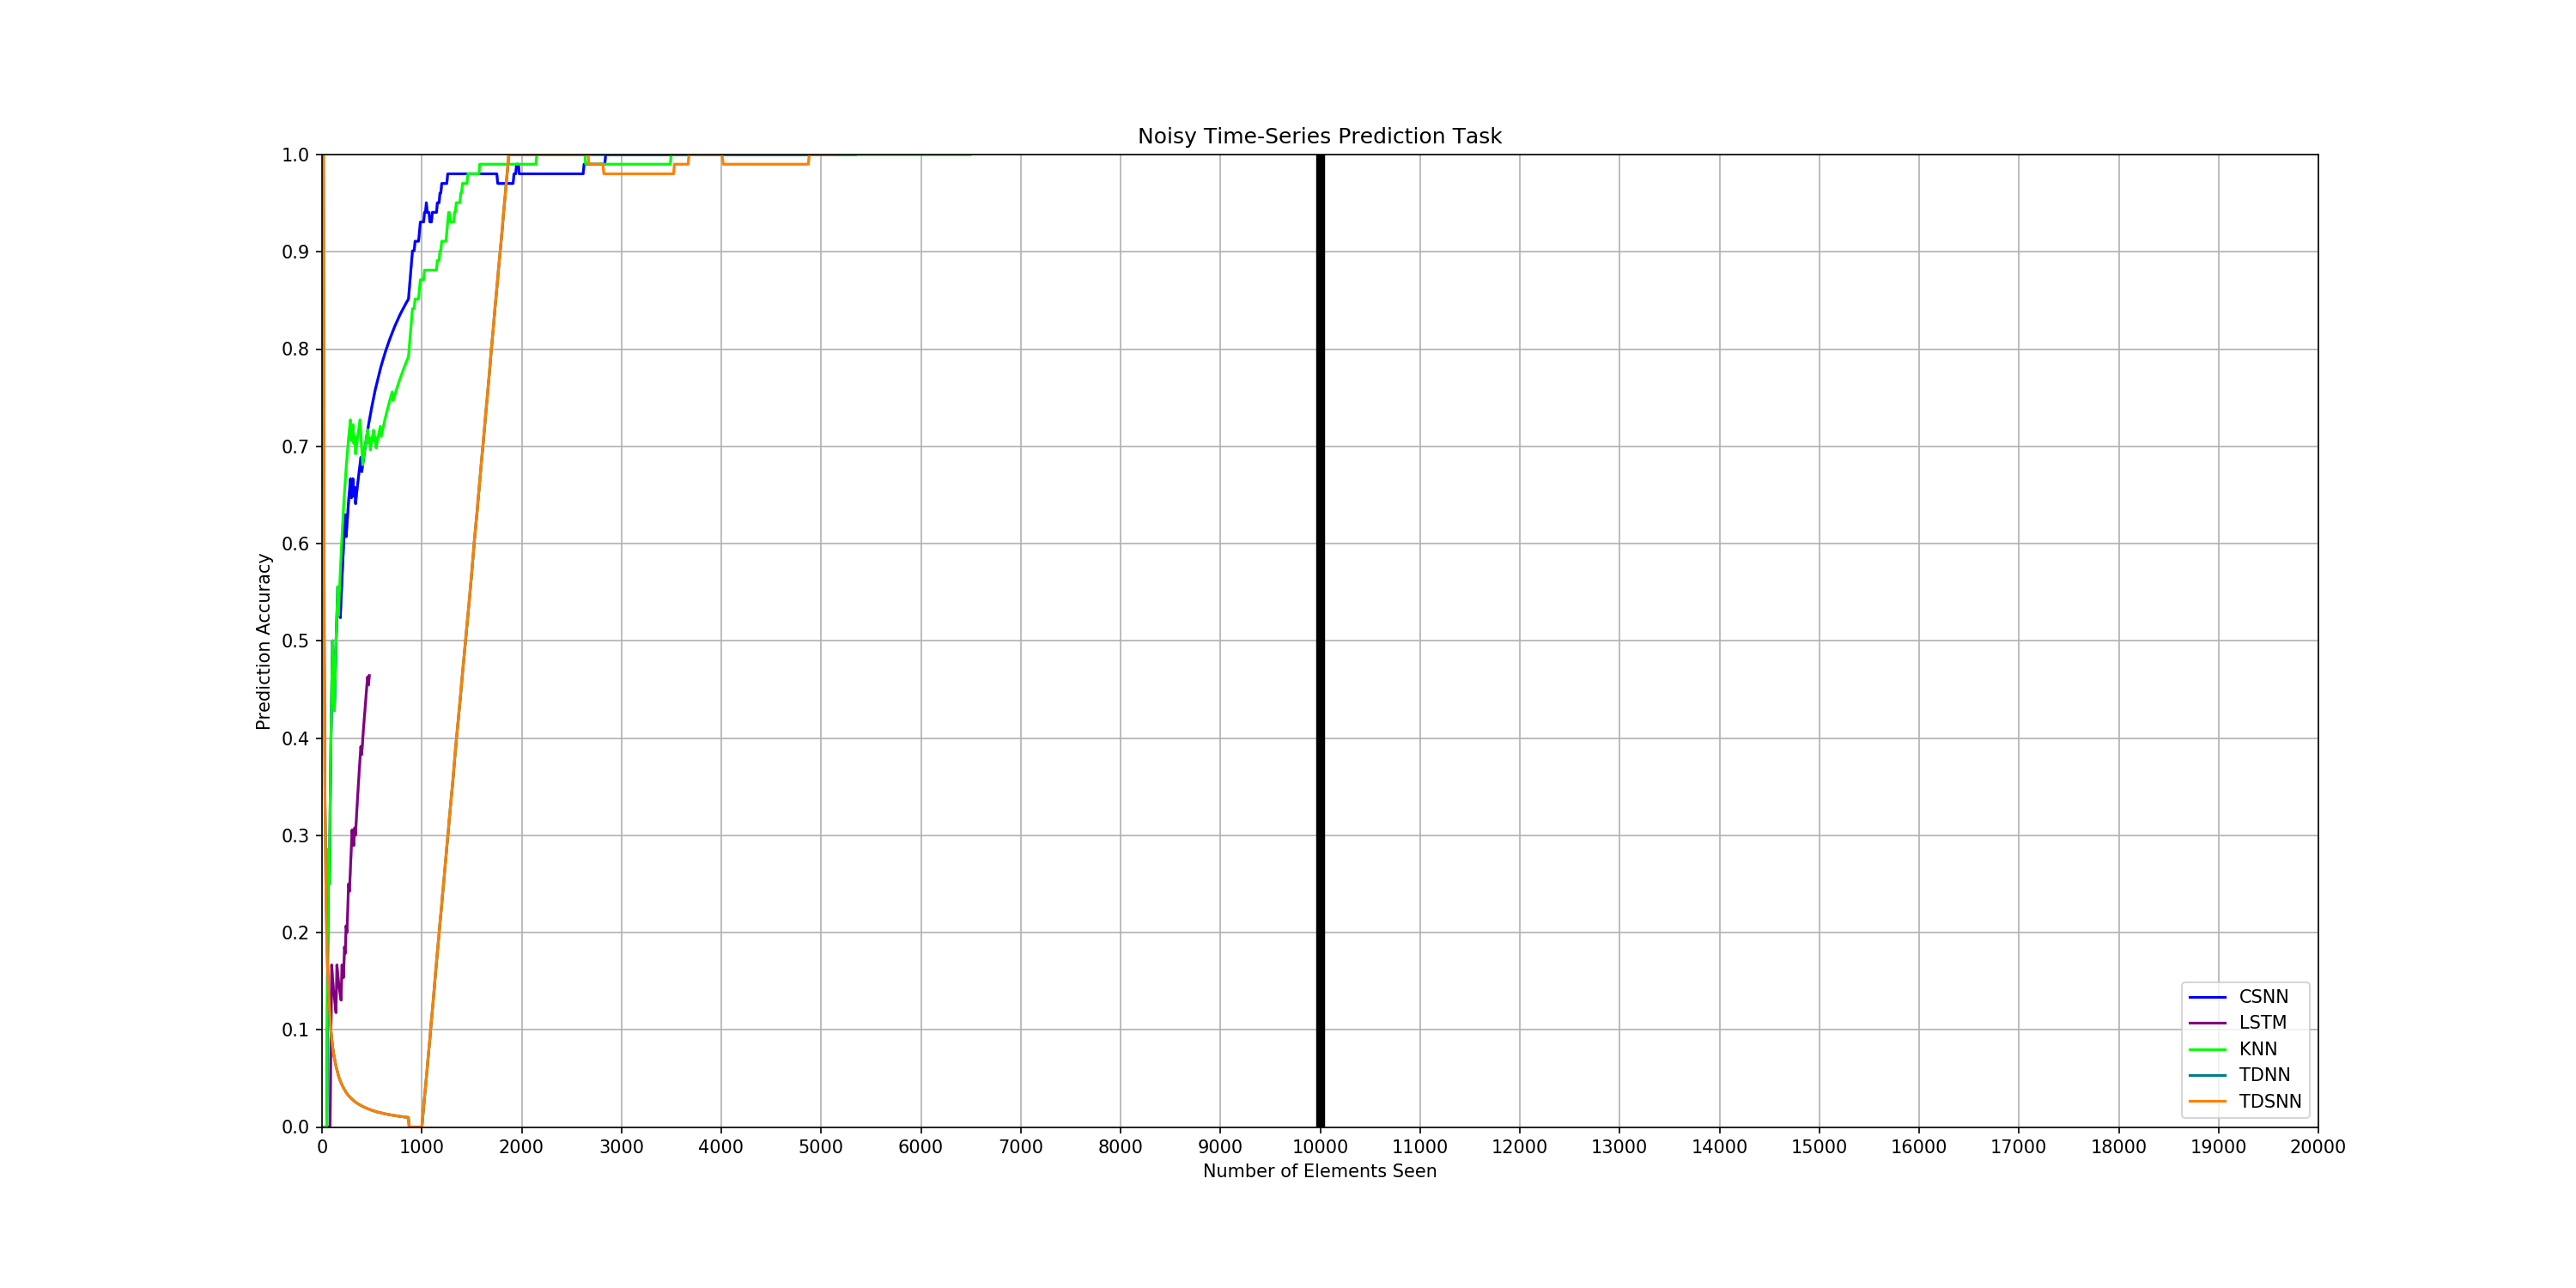 Noisy Time-Series Prediction Task
1.0
0.9
0.8
0.7
0.6
0.5
0.4
0.3
0.2
0.1
0.0
Prediction Accuracy
0 1000 2000 3000 4000 5000 6000 7000 8000 9000 10000 11000 12000 13000 14000 15000 16000 17000 18000 19000 20000
Number of Elements Seen
CSNN
LSTM
KNN
TDNN
TDSNN